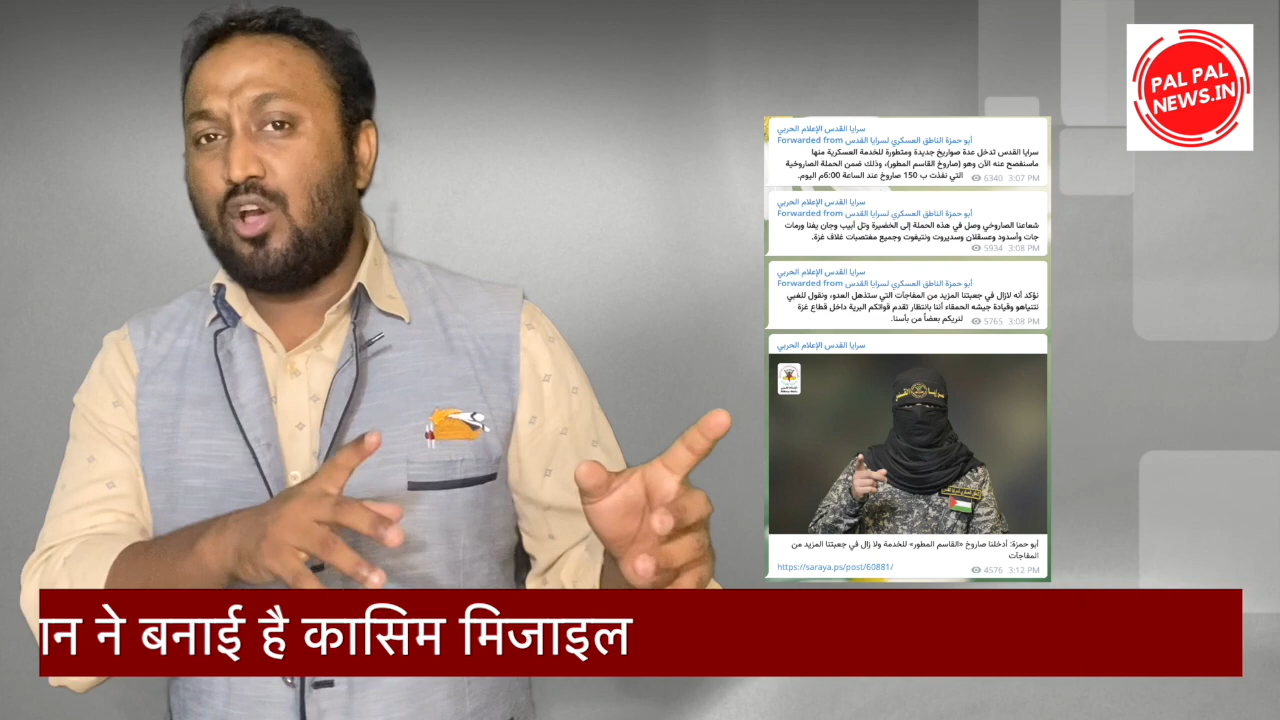 PAL PAL
NEWS.IN
سرايا القدس الإعلام الحربي
Forwarded from أبو حمزة الناطق العسكري لسرايا القدس
سرايا القدس تدخل عدة صواريخ جديدة ومتطورة للخدمة العسكرية منها
ماسنفصح عنه الآن وهو (صاروخ القاسم المطور)، وذلك ضمن الحملة الصاروخية
التي نفذت ب 150 صاروخ عند الساعة 6:00م اليوم.
6340 3:07 PM
سرايا القدس الإعلام الحربي
Forwarded from أبو حمزة الناطق العسكري لسرايا القدس
شعاعنا الصاروخي وصل في هذه الحملة إلى الخضيرة وتل أبيب وجان يفنا ورمات
جات وأسدود وعسقلان وسديروت ونتيفوت وجميع مغتصبات غلاف غزة.
5934 3:08 PM
سرايا القدس الإعلام الحربي
Forwarded from أبو حمزة الناطق العسكري لسرايا القدس
نؤكد أنه لازال في جعبتنا المزيد من المفاجآت التي ستذهل العدو، ونقول للغبي
نتنياهو وقيادة جيشه الحمقاء أننا بانتظار تقدم قواتكم البرية داخل قطاع غزة
لنريكم بعضاً من بأسنا.
5765 3:08 PM
سرايا القدس الإعلام الحربي
سرايا القدس
أبو حمزة: أدخلنا صاروخ «القاسم المطور» للخدمة ولا زال في جعبتنا المزيد من
المفاجآت
https://saraya.ps/post/60881/
4576 3:12 PM
ान ने बनाई है कासिम मिजाइल